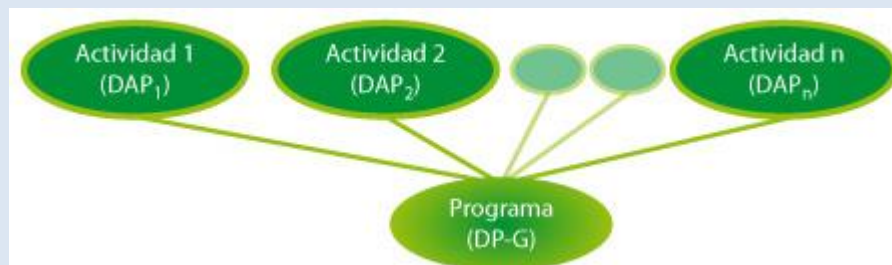 Actividad 1
(DAP₁)
Actividad 2
(DAP₂)
Actividad n
(DAPₙ)
Programa
(DP-G)